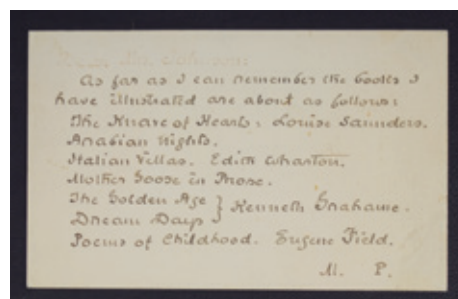 As far as I can remember the books I
have illustrated are about as follows:
The Knave of Hearts, Louise Saunders.
Arabian Nights.
Italian Villas. Edith Wharton.
Mother Goose in Prose.
The Golden Age } Kenneth Grahame.
Dream Days
Poems of Childhood. Eugene Field.
M. P.